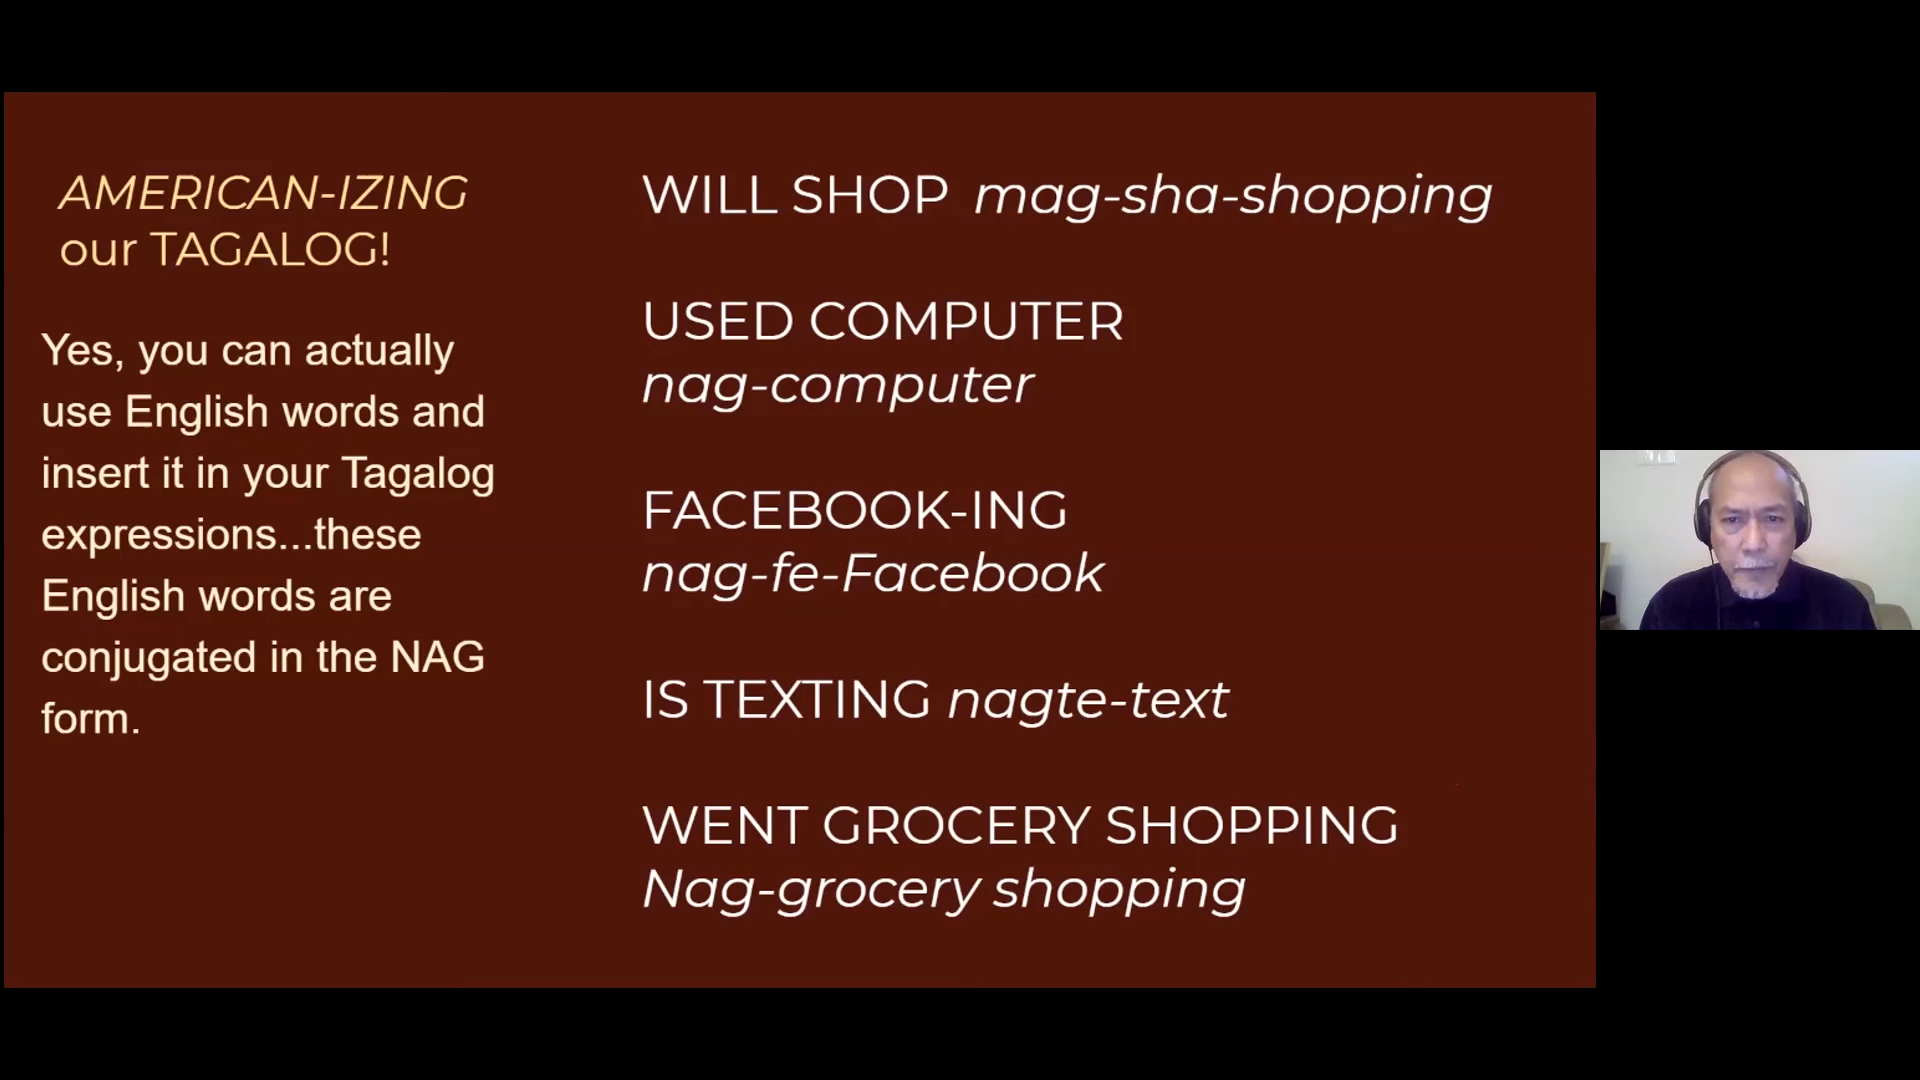 AMERICAN-IZING
our TAGALOG!
Yes, you can actually
use English words and
insert it in your Tagalog
expressions...these
English words are
conjugated in the NAG
form.
WILL SHOP mag-sha-shopping
USED COMPUTER
nag-computer
FACEBOOK-ING
nag-fe-Facebook
IS TEXTING nagte-text
WENT GROCERY SHOPPING
Nag-grocery shopping